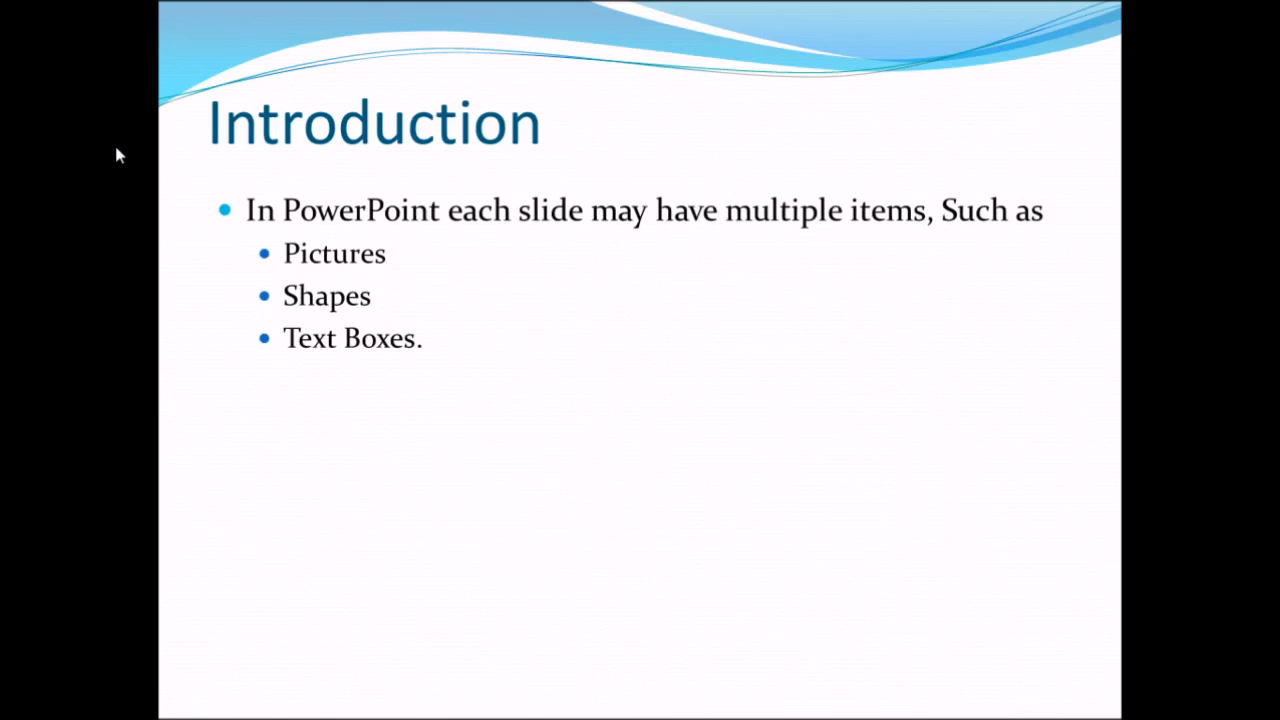 Introduction
In PowerPoint each slide may have multiple items, Such as
Pictures
Shapes
Text Boxes.